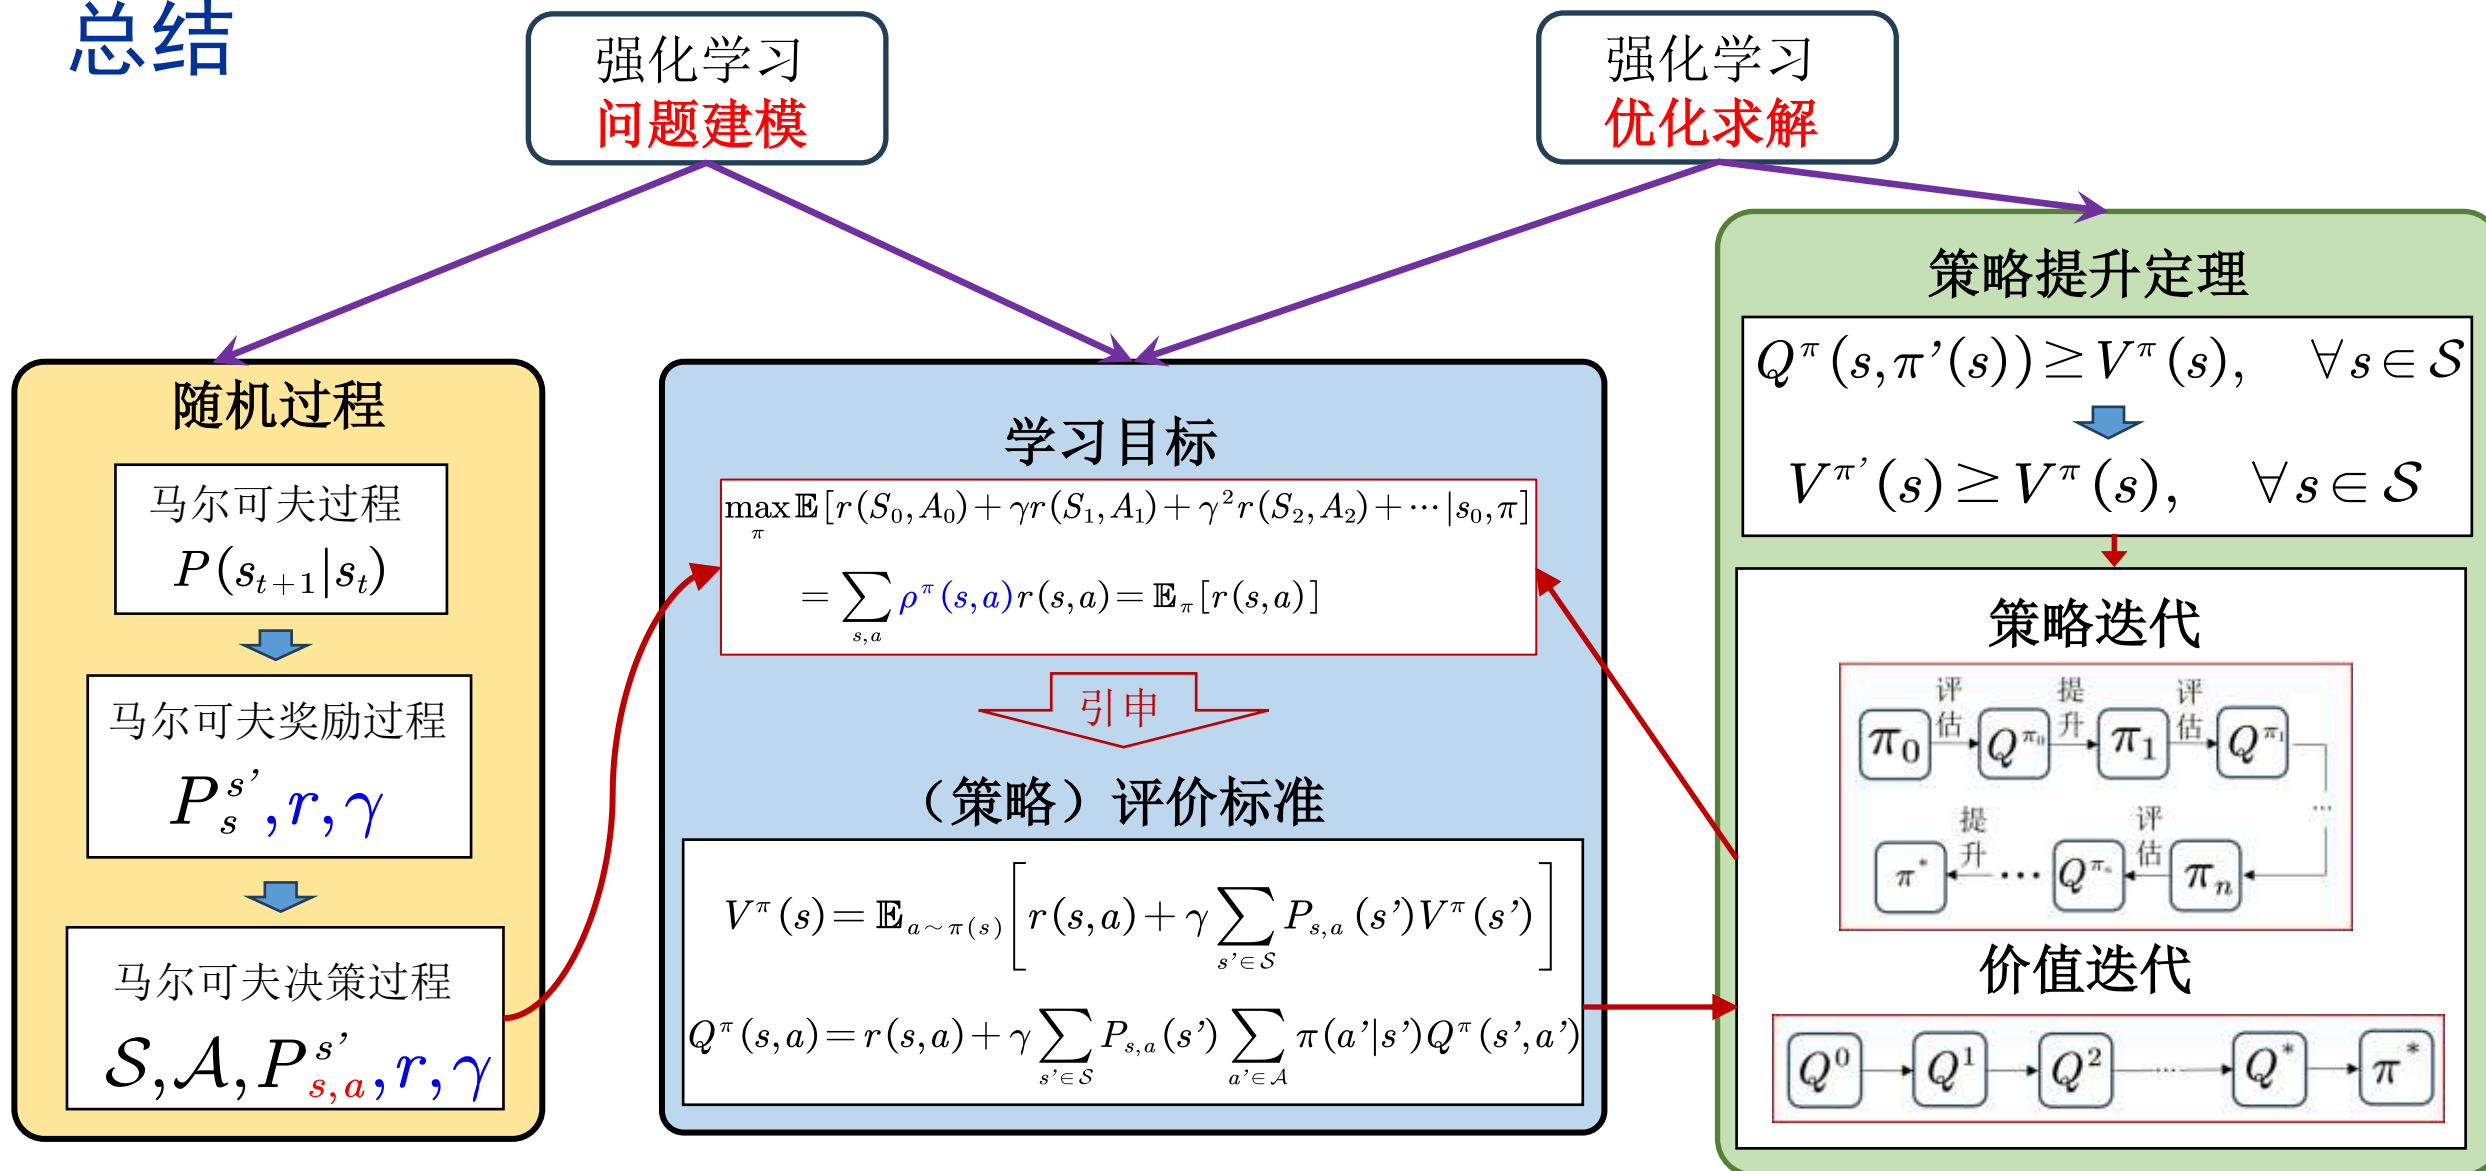 总结
强化学习
问题建模
强化学习
优化求解
随机过程
马尔可夫过程
P(s_{t+1}|s_t)
马尔可夫奖励过程
P_s^{s'},r,γ
马尔可夫决策过程
𝒮,𝒜,P_{s,a}^{s'},r,γ
学习目标
max_π 𝔼[r(S_0,A_0)+γr(S_1,A_1)+γ^2r(S_2,A_2)+⋯|s_0,π]
=∑_{s,a} ρ^π(s,a)r(s,a)=𝔼_π[r(s,a)]
引申
（策略）评价标准
V^π(s)=𝔼_{a~π(s)}[r(s,a)+γ∑_{s'∈𝒮}P_{s,a}(s')V^π(s')]
Q^π(s,a)=r(s,a)+γ∑_{s'∈𝒮}P_{s,a}(s')∑_{a'∈𝒜}π(a'|s')Q^π(s',a')
策略提升定理
Q^π(s,π'(s))≥V^π(s), ∀s∈𝒮
V^{π'}(s)≥V^π(s), ∀s∈𝒮
策略迭代
π_0 评估 Q^{π_0} 提升 π_1 评估 Q^{π_1}
...
π^* 提升 ⋯ Q^{π_n} 评估 π_n
价值迭代
Q^0 Q^1 Q^2 ... Q^* π^*